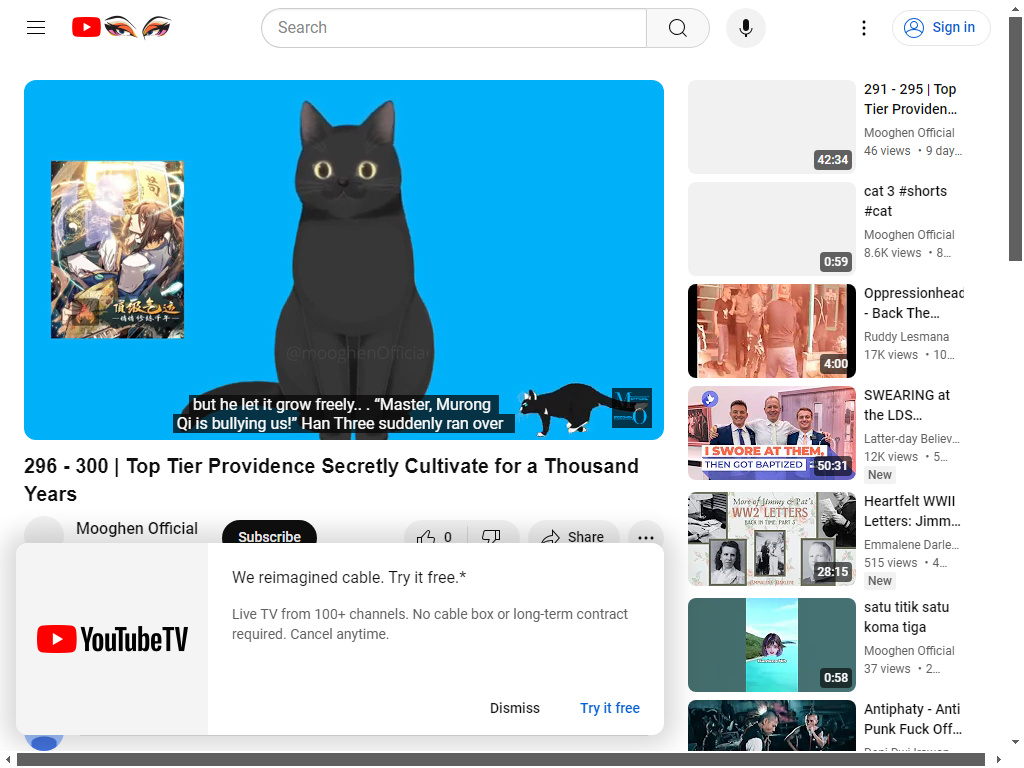 Search
Sign in
@mooghenOfficial
頂級气运
悄悄修练千年
but he let it grow freely.. . “Master, Murong
Qi is bullying us!” Han Three suddenly ran over
296 - 300 | Top Tier Providence Secretly Cultivate for a Thousand
Years
Mooghen Official
Subscribe
0
Share
We reimagined cable. Try it free.*
Live TV from 100+ channels. No cable box or long-term contract
required. Cancel anytime.
YouTubeTV
Dismiss
Try it free
42:34
291 - 295 | Top
Tier Providen…
Mooghen Official
46 views • 9 day…
0:59
cat 3 #shorts
#cat
Mooghen Official
8.6K views • 8…
4:00
Oppressionhead
- Back The…
Ruddy Lesmana
17K views • 10…
I SWORE AT THEM,
THEN GOT BAPTIZED
50:31
SWEARING at
the LDS…
Latter-day Believ…
12K views • 5…
New
More of Jimmy & Pat's
WW2 LETTERS
BACK IN TIME: PART 3
28:15
Heartfelt WWII
Letters: Jimm…
Emmalene Darle…
515 views • 4…
New
0:58
satu titik satu
koma tiga
Mooghen Official
37 views • 2…
Antiphaty - Anti
Punk Fuck Off…